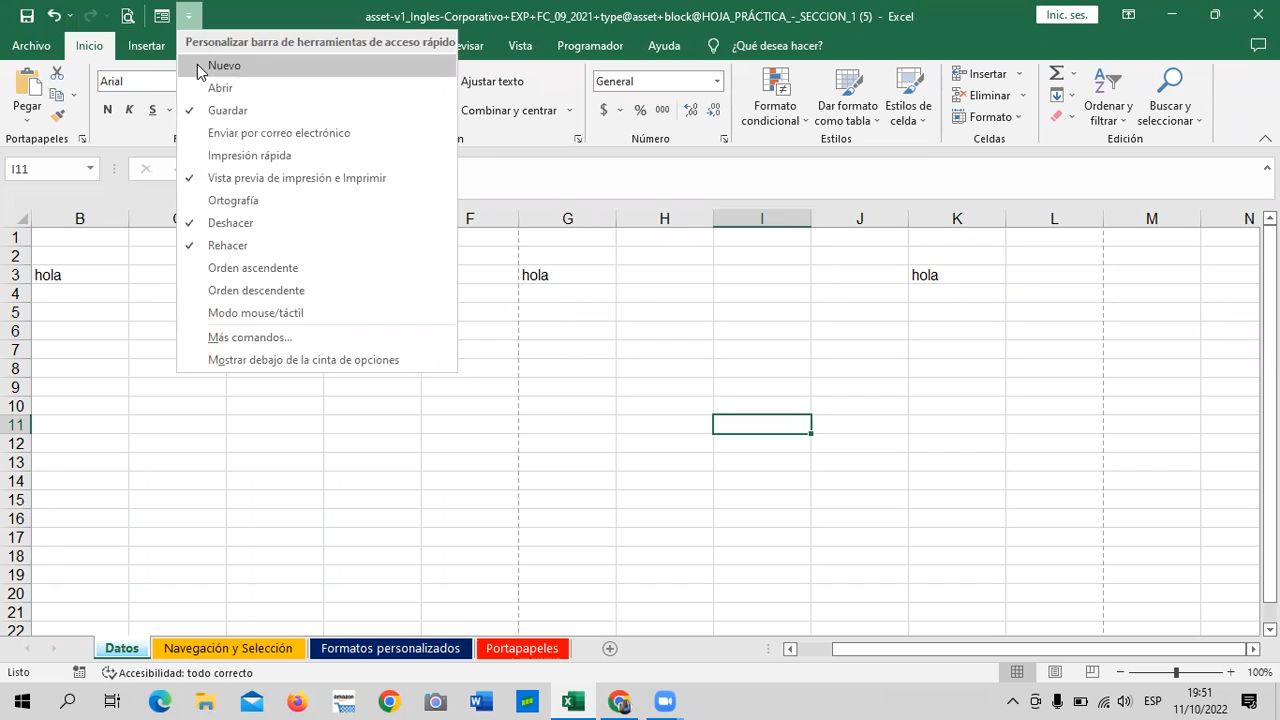 asset-v1_Ingles-Corporativo+EXP+FC_09_2021+type@asset+block@HOJA_PRÁCTICA_-_SECCION_1 (5) - Excel
Inic. ses.
Archivo Inicio Insertar
visar Vista Programador Ayuda ¿Qué desea hacer?
Personalizar barra de herramientas de acceso rápido
Nuevo
Abrir
Guardar
Enviar por correo electrónico
Impresión rápida
Vista previa de impresión e Imprimir
Ortografía
Deshacer
Rehacer
Orden ascendente
Orden descendente
Modo mouse/táctil
Más comandos...
Mostrar debajo de la cinta de opciones
Pegar
Portapapeles
Arial
N K S
Ajustar texto
Combinar y centrar
General
$ % 000
Número
Formato condicional
Dar formato como tabla
Estilos de celda
Estilos
Insertar
Eliminar
Formato
Celdas
Ordenar y filtrar
Buscar y seleccionar
Edición
I11
B F G H I J K L M N
1
2
3 hola hola hola
4
5
6
7
8
9
10
11
12
13
14
15
16
17
18
19
20
21
22
Datos Navegación y Selección Formatos personalizados Portapapeles
Listo Accesibilidad: todo correcto 100%
ESP 19:51
11/10/2022